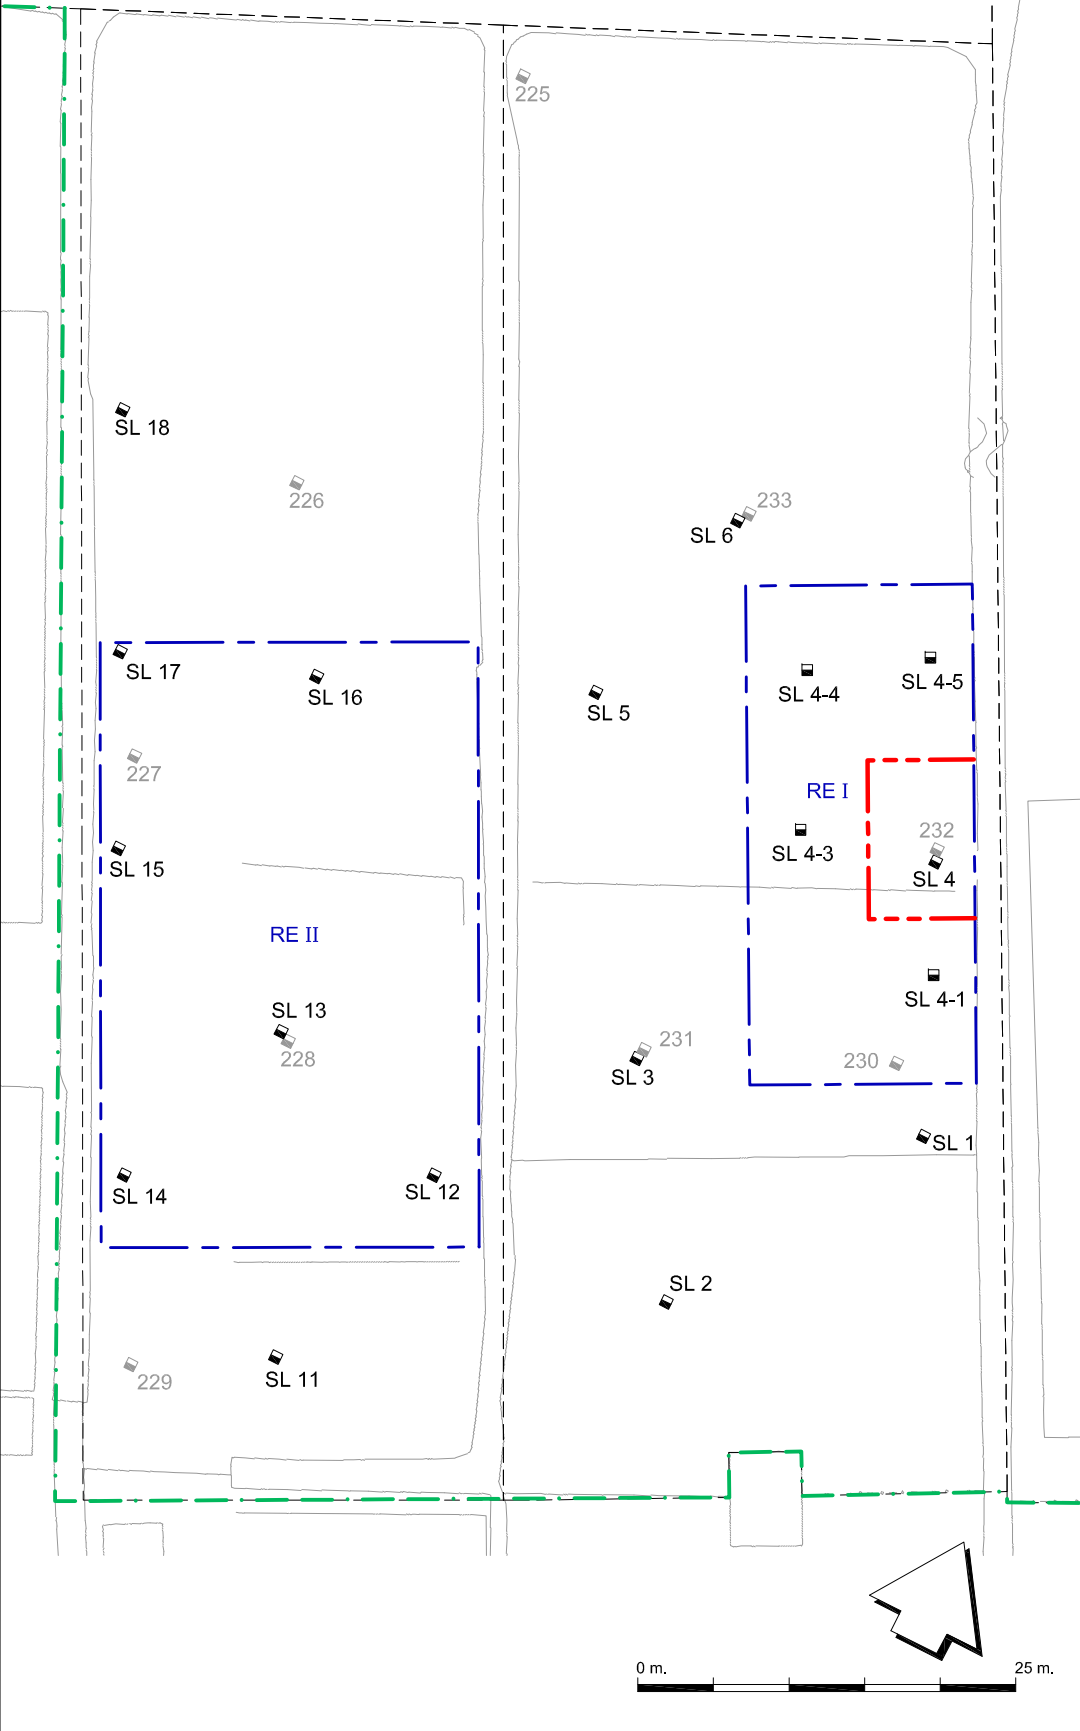 225
SL 18
226
233
SL 6
SL 17
SL 16
SL 4-4
SL 4-5
SL 5
227
RE I
232
SL 15
SL 4-3
SL 4
RE II
SL 4-1
SL 13
228
231
SL 3
230
SL 1
SL 14
SL 12
SL 2
229
SL 11
0 m.
25 m.